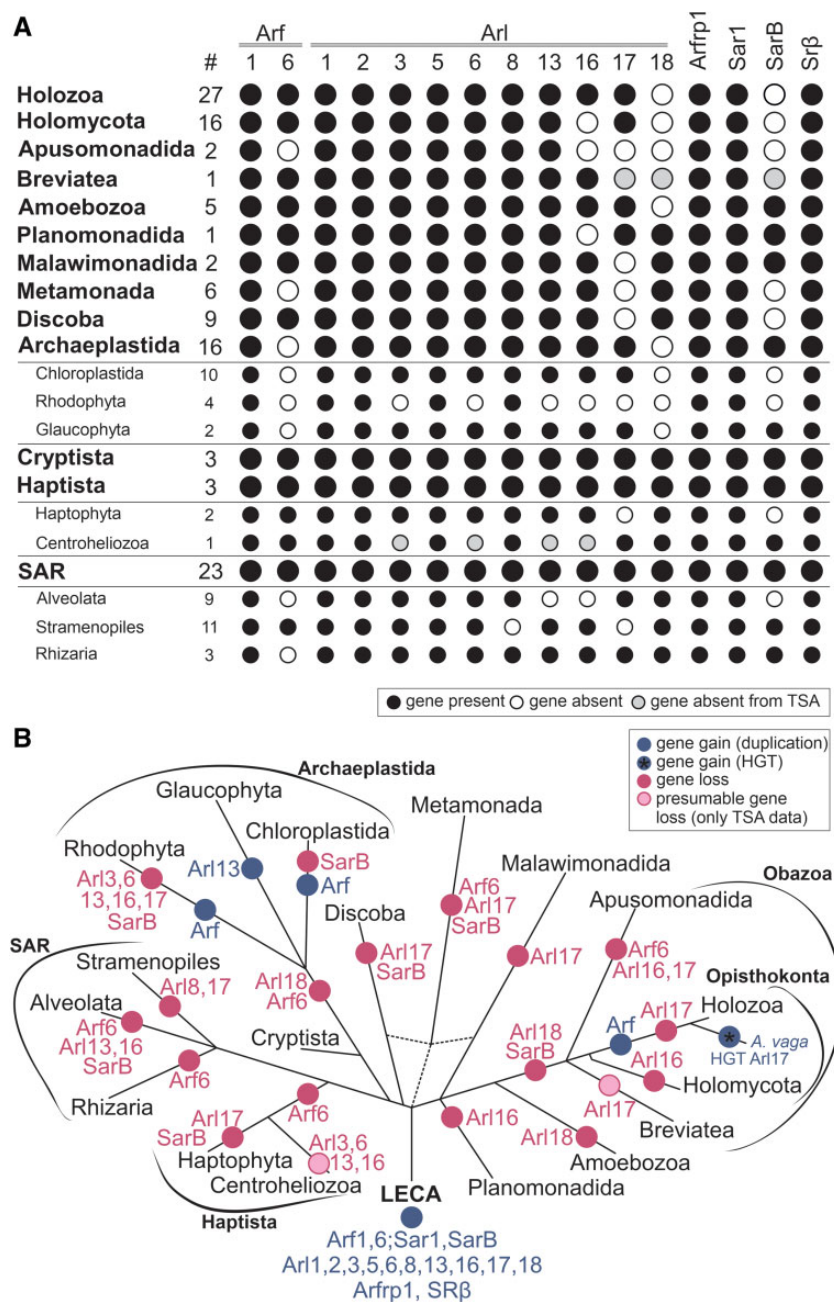 A
Arf Arl
# 1 6 1 2 3 5 6 8 13 16 17 18 Arfrp1 Sar1 SarB Srβ
Holozoa 27
Holomycota 16
Apusomonadida 2
Breviatea 1
Amoebozoa 5
Planomonadida 1
Malawimonadida 2
Metamonada 6
Discoba 9
Archaeplastida 16
Chloroplastida 10
Rhodophyta 4
Glaucophyta 2
Cryptista 3
Haptista 3
Haptophyta 2
Centroheliozoa 1
SAR 23
Alveolata 9
Stramenopiles 11
Rhizaria 3
gene present gene absent gene absent from TSA
B
gene gain (duplication)
* gene gain (HGT)
gene loss
presumable gene
loss (only TSA data)
Archaeplastida
Glaucophyta
Chloroplastida
Rhodophyta
SarB
Arf
Arl13
Arl3,6
13,16,17
SarB
Arf
Metamonada
Arf6
Arl17
SarB
Discoba
Arl17
SarB
Malawimonadida
Arl17
Obazoa
Apusomonadida
Arf6
Arl16,17
Opisthokonta
Holozoa
Arl17
Arf
* A. vaga
HGT Arl17
Arl16
Holomycota
Arl18
SarB
Arl17
Breviatea
SAR
Stramenopiles
Arl8,17
Alveolata
Arf6
Arl13,16
SarB
Arf6
Rhizaria
Arl18
Arf6
Cryptista
Arf6
Arl17
SarB
Haptophyta
Arl3,6
13,16
Centroheliozoa
Haptista
Arl16
Planomonadida
Arl18
Amoebozoa
LECA
Arf1,6;Sar1,SarB
Arl1,2,3,5,6,8,13,16,17,18
Arfrp1, SRβ